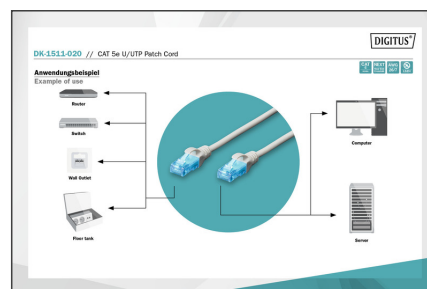 DIGITUS®
DK-1511-020 // CAT 5e U/UTP Patch Cord
Anwendungsbeispiel
Example of use
Router
Switch
Wall Outlet
Floor tank
Computer
Server